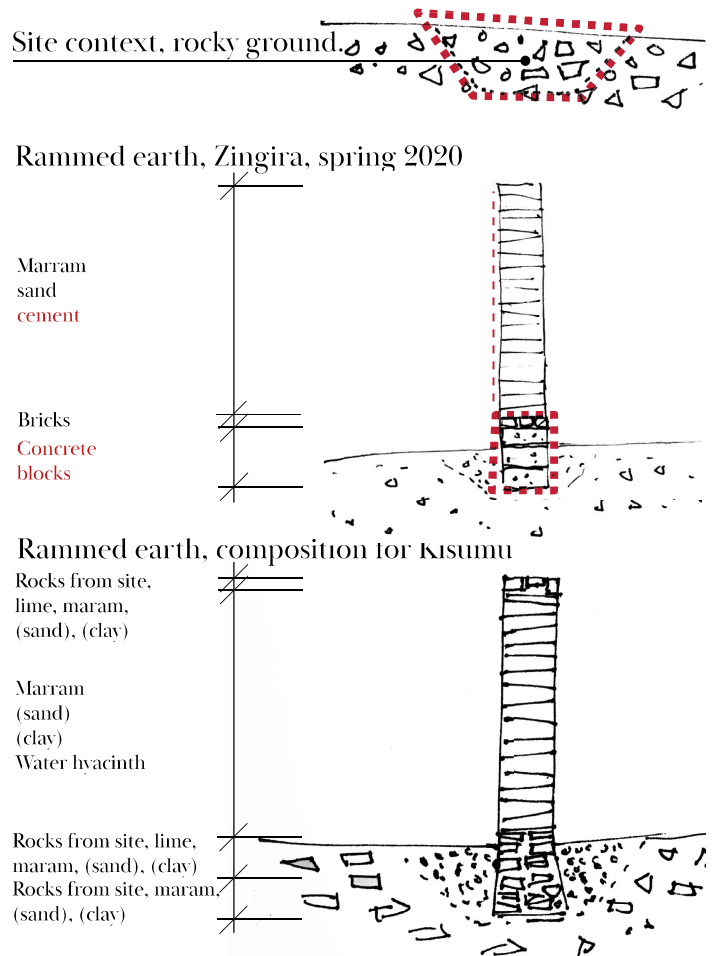 Site context, rocky ground.
Rammed earth, Zingira, spring 2020
Marram
sand
cement
Bricks
Concrete
blocks
Rammed earth, composition for Kisumu
Rocks from site,
lime, maram,
(sand), (clay)
Marram
(sand)
(clay)
Water hyacinth
Rocks from site, lime,
maram, (sand), (clay)
Rocks from site, maram,
(sand), (clay)